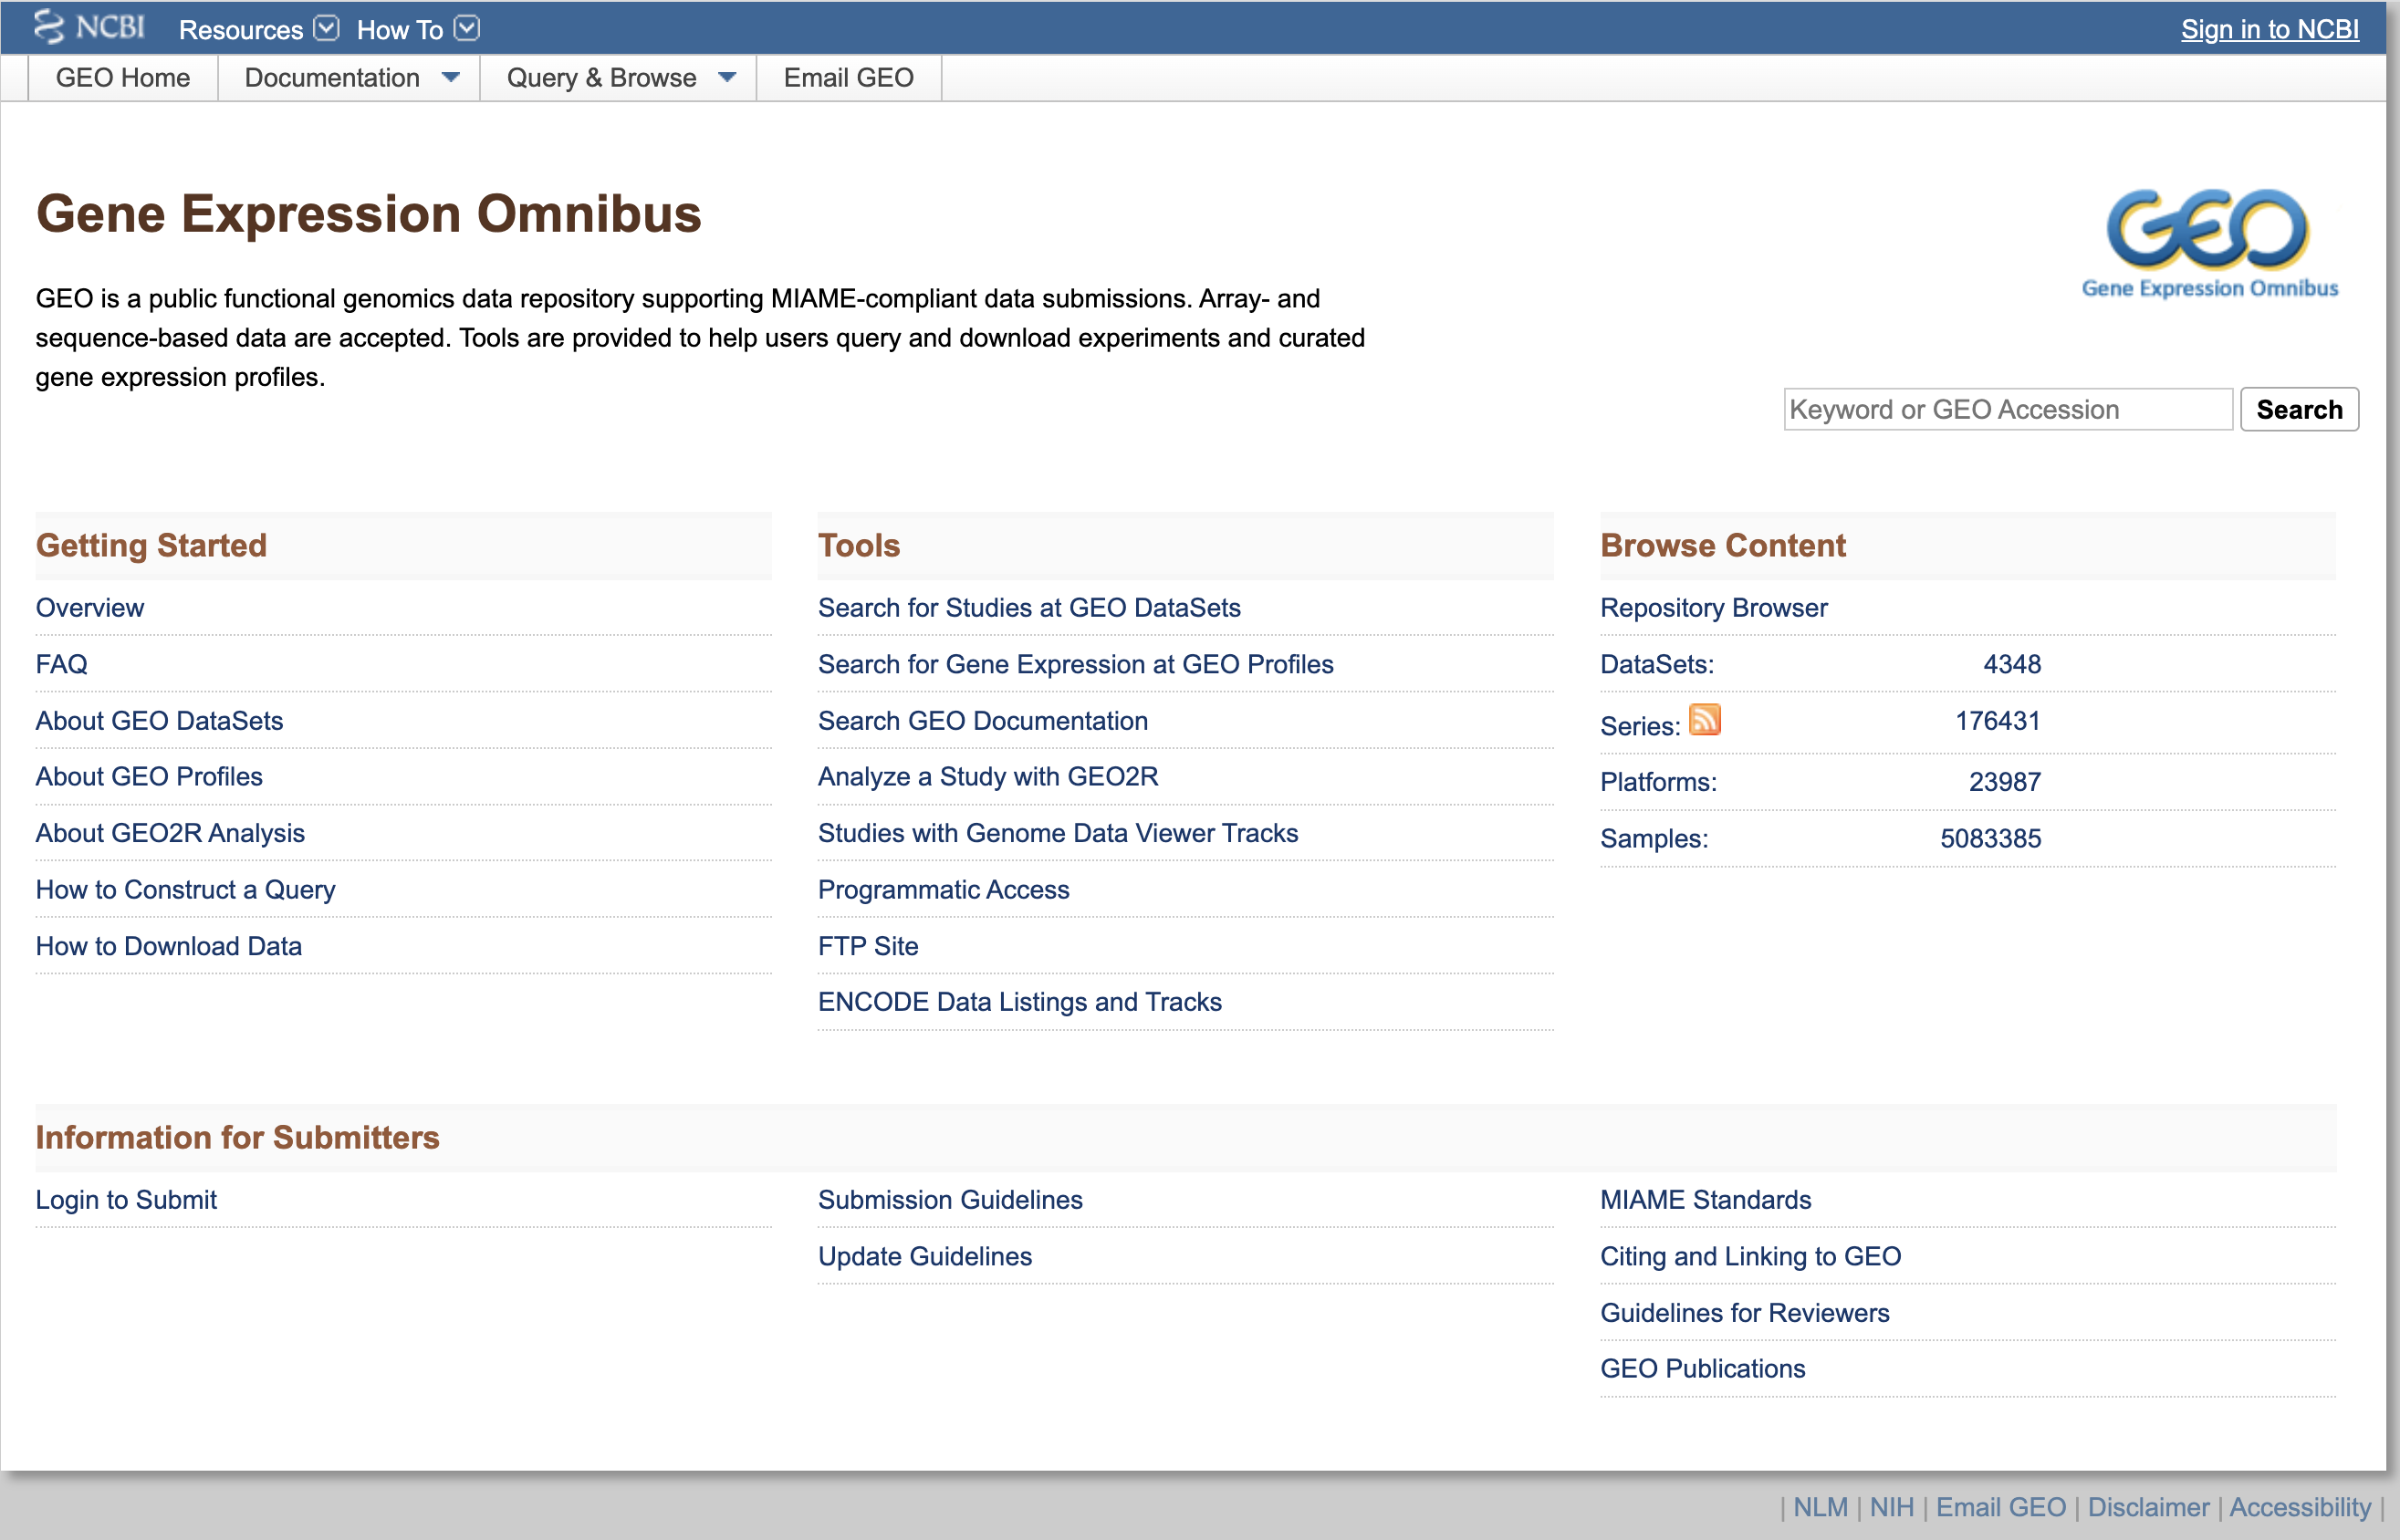 NCBI Resources How To Sign in to NCBI
GEO Home Documentation Query & Browse Email GEO
Gene Expression Omnibus
GEO
Gene Expression Omnibus
GEO is a public functional genomics data repository supporting MIAME-compliant data submissions. Array- and
sequence-based data are accepted. Tools are provided to help users query and download experiments and curated
gene expression profiles.
Keyword or GEO Accession Search
Getting Started
Overview
FAQ
About GEO DataSets
About GEO Profiles
About GEO2R Analysis
How to Construct a Query
How to Download Data
Tools
Search for Studies at GEO DataSets
Search for Gene Expression at GEO Profiles
Search GEO Documentation
Analyze a Study with GEO2R
Studies with Genome Data Viewer Tracks
Programmatic Access
FTP Site
ENCODE Data Listings and Tracks
Browse Content
Repository Browser
DataSets: 4348
Series: 176431
Platforms: 23987
Samples: 5083385
Information for Submitters
Login to Submit
Submission Guidelines
Update Guidelines
MIAME Standards
Citing and Linking to GEO
Guidelines for Reviewers
GEO Publications
| NLM | NIH | Email GEO | Disclaimer | Accessibility |